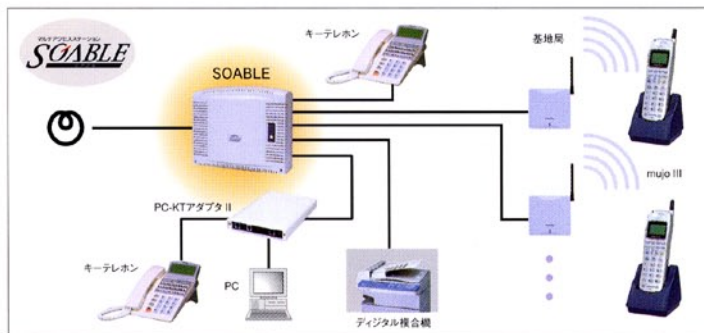 マルチアクセスステーション
SOABLE
キーテレホン
基地局
SOABLE
mujo III
PC-KTアダプタ II
キーテレホン
PC
ディジタル複合機